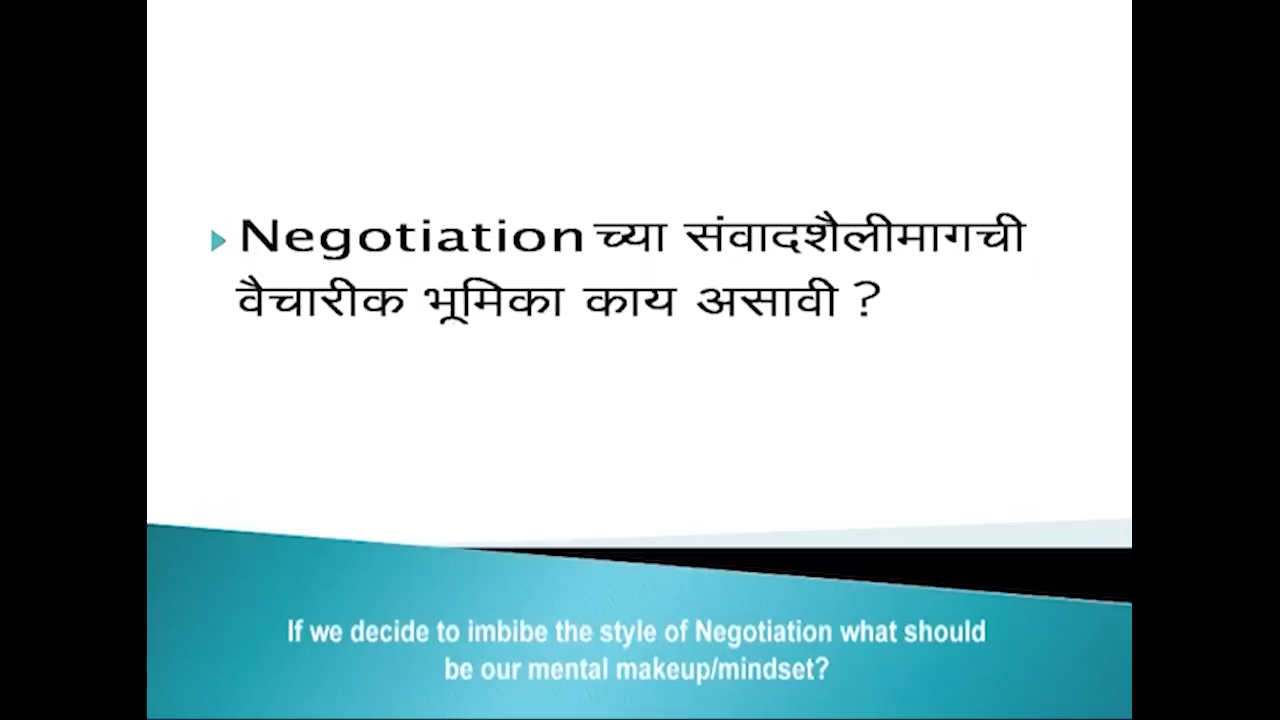 Negotiation च्या संवादशैलीमागची
वैचारीक भूमिका काय असावी ?
If we decide to imbibe the style of Negotiation what should
be our mental makeup/mindset?